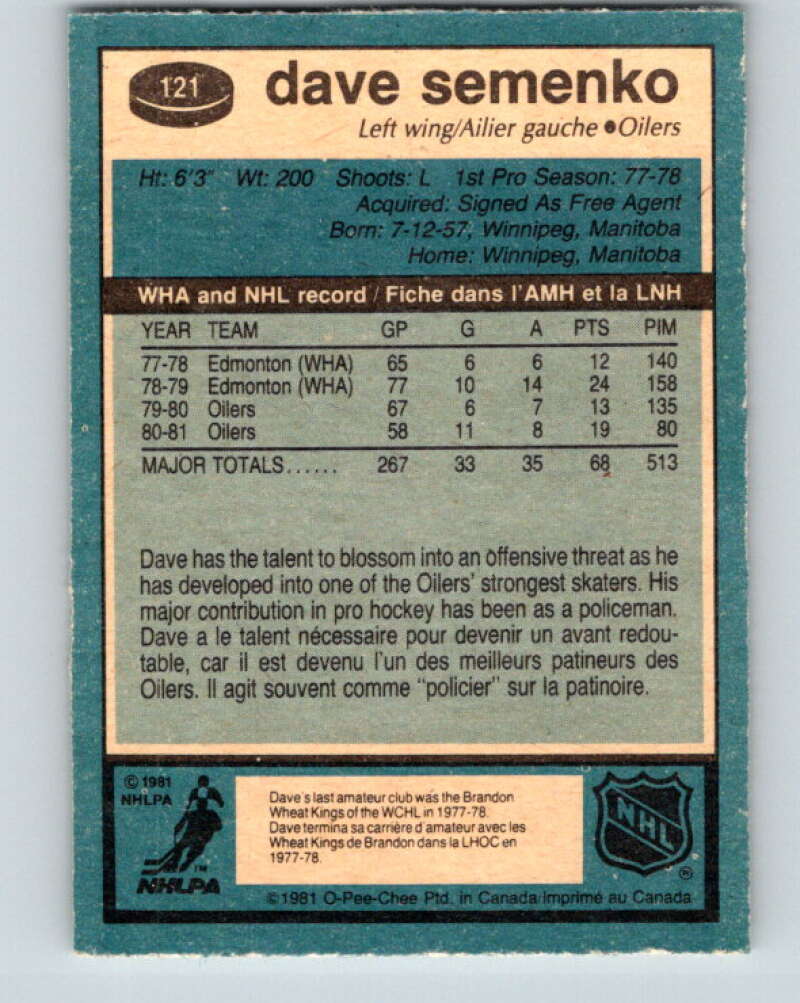 121
dave semenko
Left wing/Ailier gauche ● Oilers
Ht: 6'3" Wt: 200 Shoots: L 1st Pro Season: 77-78
Acquired: Signed As Free Agent
Born: 7-12-57, Winnipeg, Manitoba
Home: Winnipeg, Manitoba
WHA and NHL record / Fiche dans l'AMH et la LNH
YEAR TEAM GP G A PTS PIM
77-78 Edmonton (WHA) 65 6 6 12 140
78-79 Edmonton (WHA) 77 10 14 24 158
79-80 Oilers 67 6 7 13 135
80-81 Oilers 58 11 8 19 80
MAJOR TOTALS...... 267 33 35 68 513
Dave has the talent to blossom into an offensive threat as he
has developed into one of the Oilers' strongest skaters. His
major contribution in pro hockey has been as a policeman.
Dave a le talent nécessaire pour devenir un avant redou-
table, car il est devenu l'un des meilleurs patineurs des
Oilers. Il agit souvent comme "policier" sur la patinoire.
© 1981
NHLPA
NHLPA
TM
Dave's last amateur club was the Brandon
Wheat Kings of the WCHL in 1977-78.
Dave termina sa carrière d'amateur avec les
Wheat Kings de Brandon dans la LHOC en
1977-78.
NHL
®
© 1981 O-Pee-Chee Ptd. in Canada/Imprimé au Canada